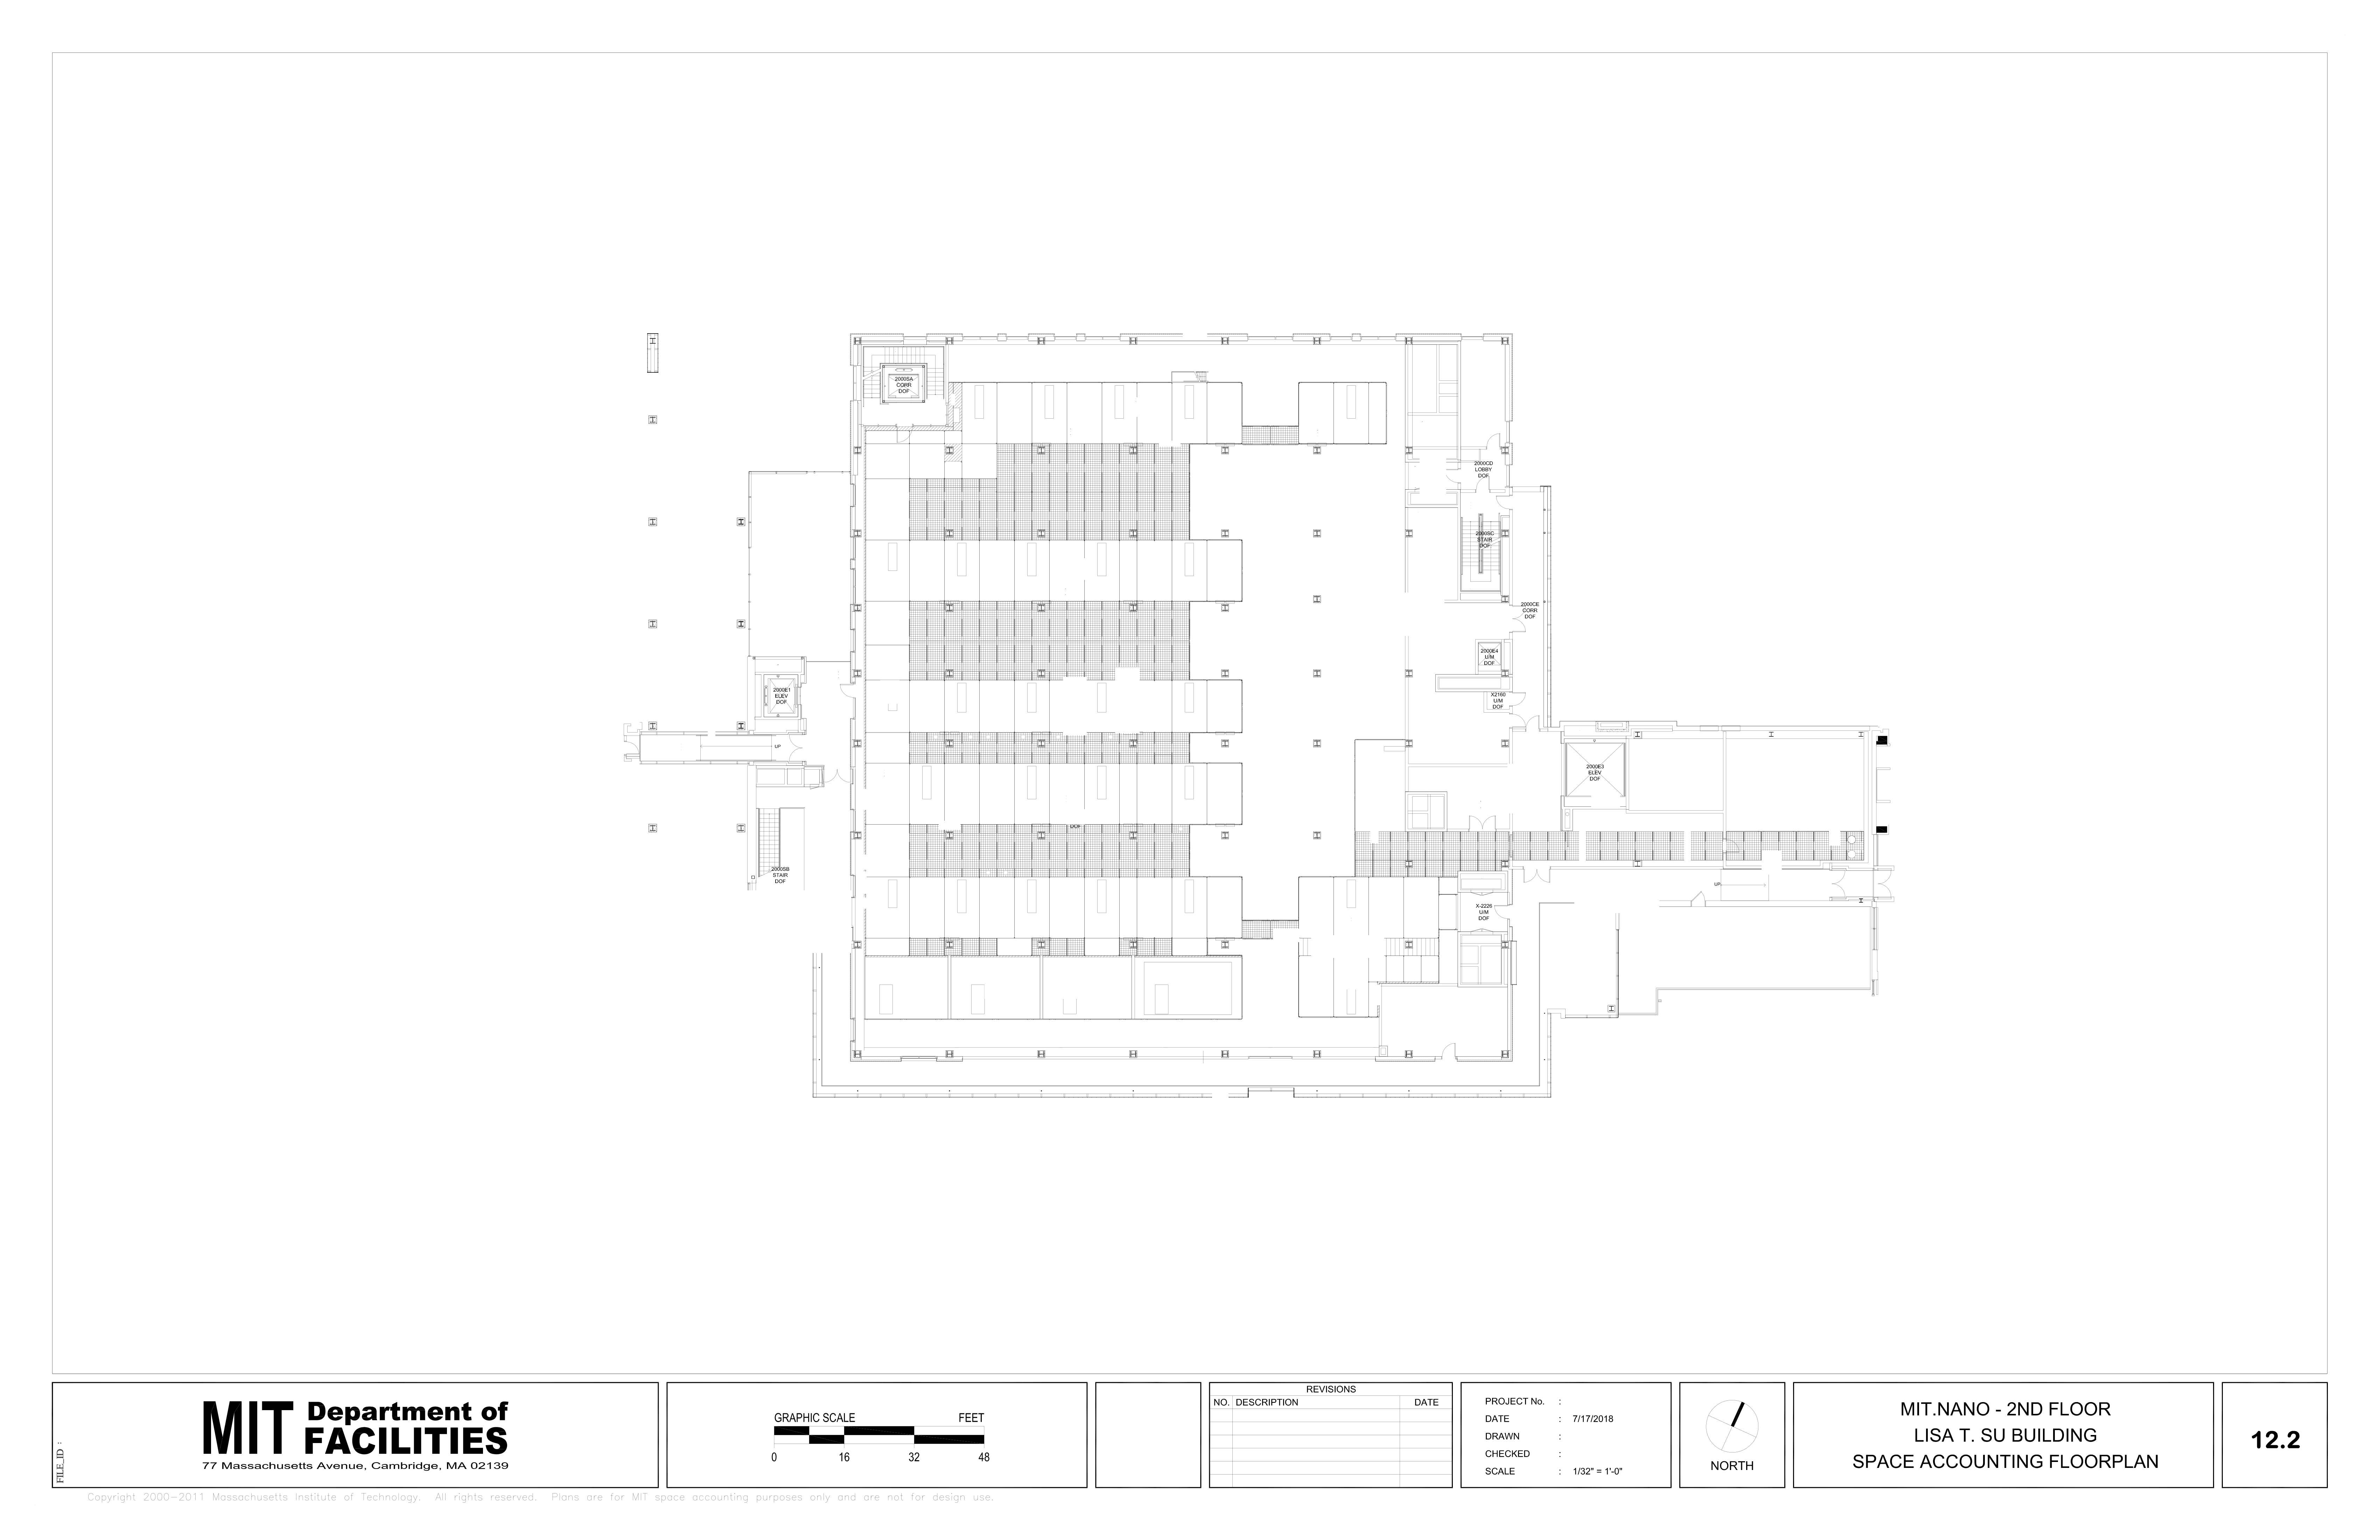 2000SA
CORR
DOF
2000CD
LOBBY
DOF
2000SC
STAIR
DOF
2000CE
CORR
DOF
2000E4
U/M
DOF
2000E1
ELEV
DOF
X2160
U/M
DOF
UP
2000E3
ELEV
DOF
DOF
2000SB
STAIR
DOF
UP
X-2226
U/M
DOF
FILE_ID :
MIT Department of
FACILITIES
77 Massachusetts Avenue, Cambridge, MA 02139
GRAPHIC SCALE FEET
0 16 32 48
REVISIONS
NO. DESCRIPTION DATE
PROJECT No. :
DATE : 7/17/2018
DRAWN :
CHECKED :
SCALE : 1/32" = 1'-0"
NORTH
MIT.NANO - 2ND FLOOR
LISA T. SU BUILDING
SPACE ACCOUNTING FLOORPLAN
12.2
Copyright 2000-2011 Massachusetts Institute of Technology. All rights reserved. Plans are for MIT space accounting purposes only and are not for design use.